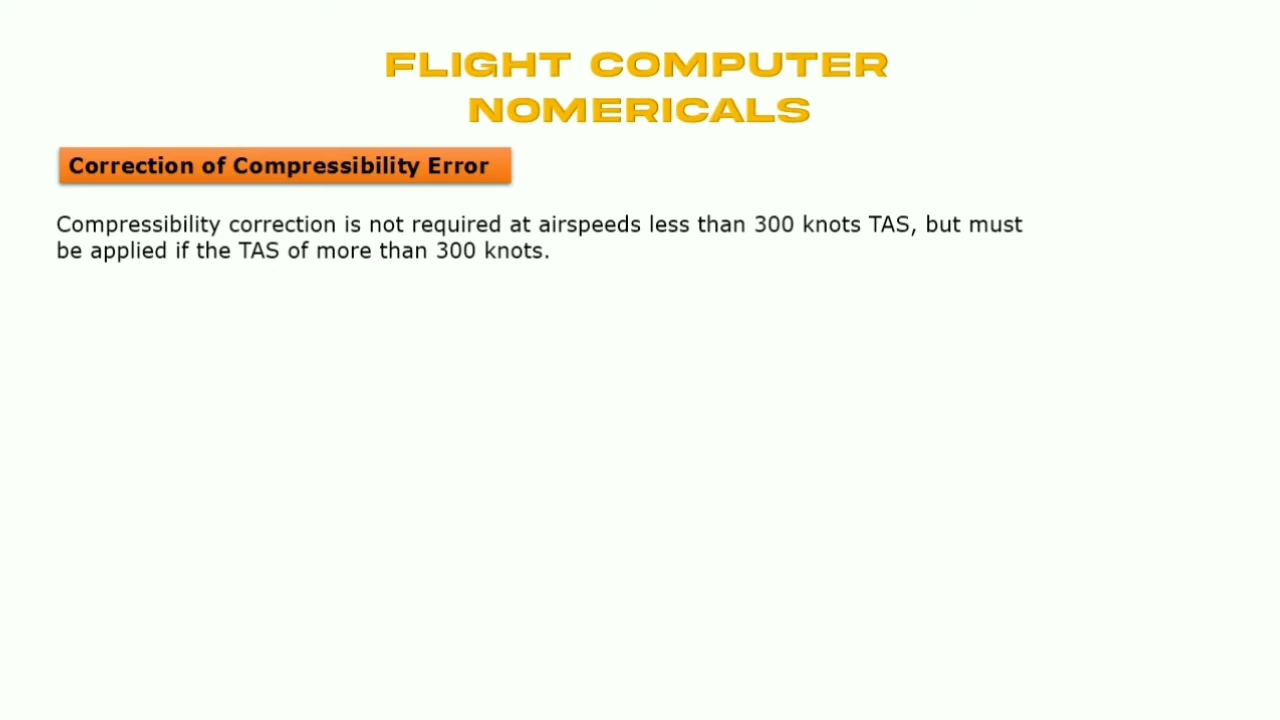 FLIGHT COMPUTER
NOMERICALS
Correction of Compressibility Error
Compressibility correction is not required at airspeeds less than 300 knots TAS, but must
be applied if the TAS of more than 300 knots.